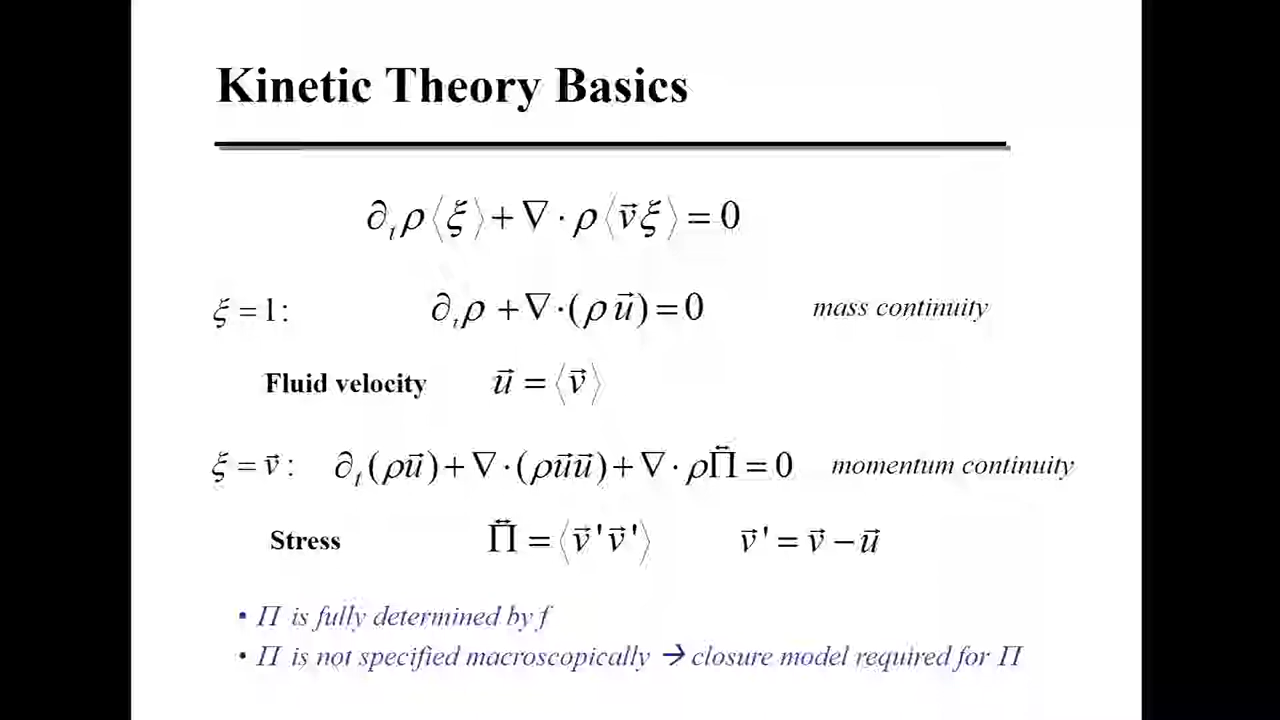 Kinetic Theory Basics
∂ₜρ⟨ξ⟩ + ∇ · ρ⟨v⃗ξ⟩ = 0
ξ = 1: ∂ₜρ + ∇·(ρ u⃗) = 0 mass continuity
Fluid velocity u⃗ = ⟨v⃗⟩
ξ = v⃗ : ∂ₜ(ρu⃗) + ∇·(ρu⃗u⃗) + ∇· ρΠ⃡ = 0 momentum continuity
Stress Π⃡ = ⟨v⃗'v⃗'⟩ v⃗' = v⃗ − u⃗
• Π is fully determined by f
• Π is not specified macroscopically → closure model required for Π